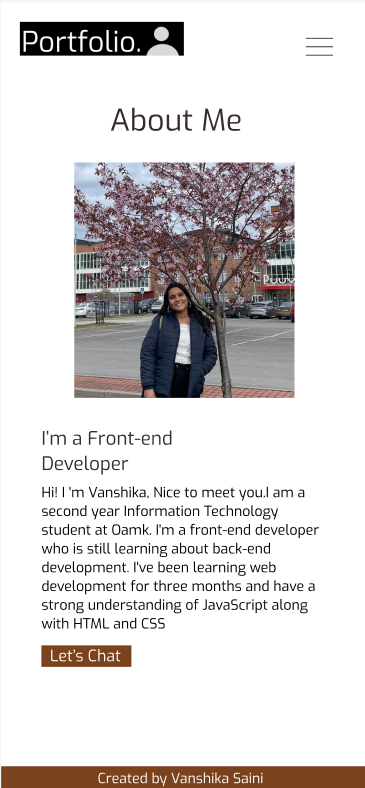 Portfolio.
About Me
I'm a Front-end
Developer
Hi! I 'm Vanshika, Nice to meet you.I am a
second year Information Technology
student at Oamk. I'm a front-end developer
who is still learning about back-end
development. I've been learning web
development for three months and have a
strong understanding of JavaScript along
with HTML and CSS
Let's Chat
Created by Vanshika Saini